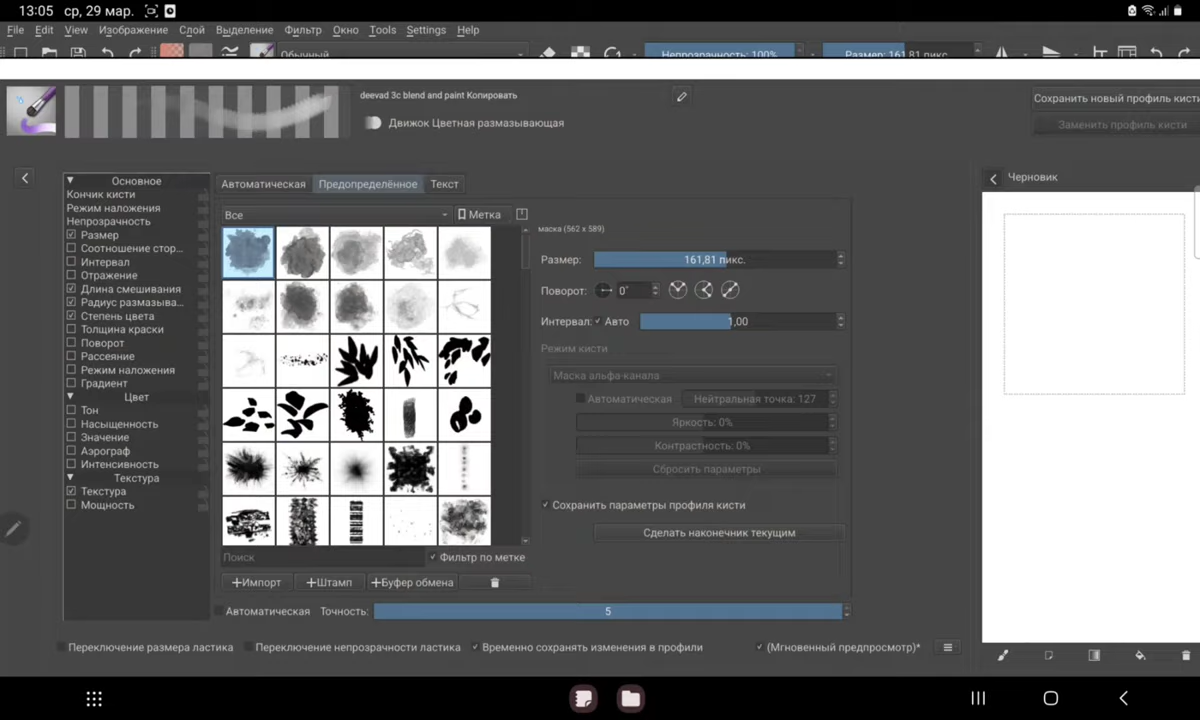 13:05 ср, 29 мар.
File Edit View Изображение Слой Выделение Фильтр Окно Tools Settings Help
Обычный Непрозрачность: 100% Размер: 161,81 пикс.
deevad 3c blend and paint Копировать
Движок Цветная размазывающая
Сохранить новый профиль кисти
Заменить профиль кисти
Основное
Кончик кисти
Режим наложения
Непрозрачность
Размер
Соотношение стор...
Интервал
Отражение
Длина смешивания
Радиус размазыва...
Степень цвета
Толщина краски
Поворот
Рассеяние
Режим наложения
Градиент
Цвет
Тон
Насыщенность
Значение
Аэрограф
Интенсивность
Текстура
Текстура
Мощность
Автоматическая Предопределённое Текст
Все Метка
Поиск Фильтр по метке
+Импорт +Штамп +Буфер обмена
Автоматическая Точность: 5
маска (562 x 589)
Размер: 161,81 пикс.
Поворот: 0°
Интервал: Авто 1,00
Режим кисти
Маска альфа-канала
Автоматическая Нейтральная точка: 127
Яркость: 0%
Контрастность: 0%
Сбросить параметры
Сохранить параметры профиля кисти
Сделать наконечник текущим
Черновик
Переключение размера ластика Переключение непрозрачности ластика Временно сохранять изменения в профили (Мгновенный предпросмотр)*